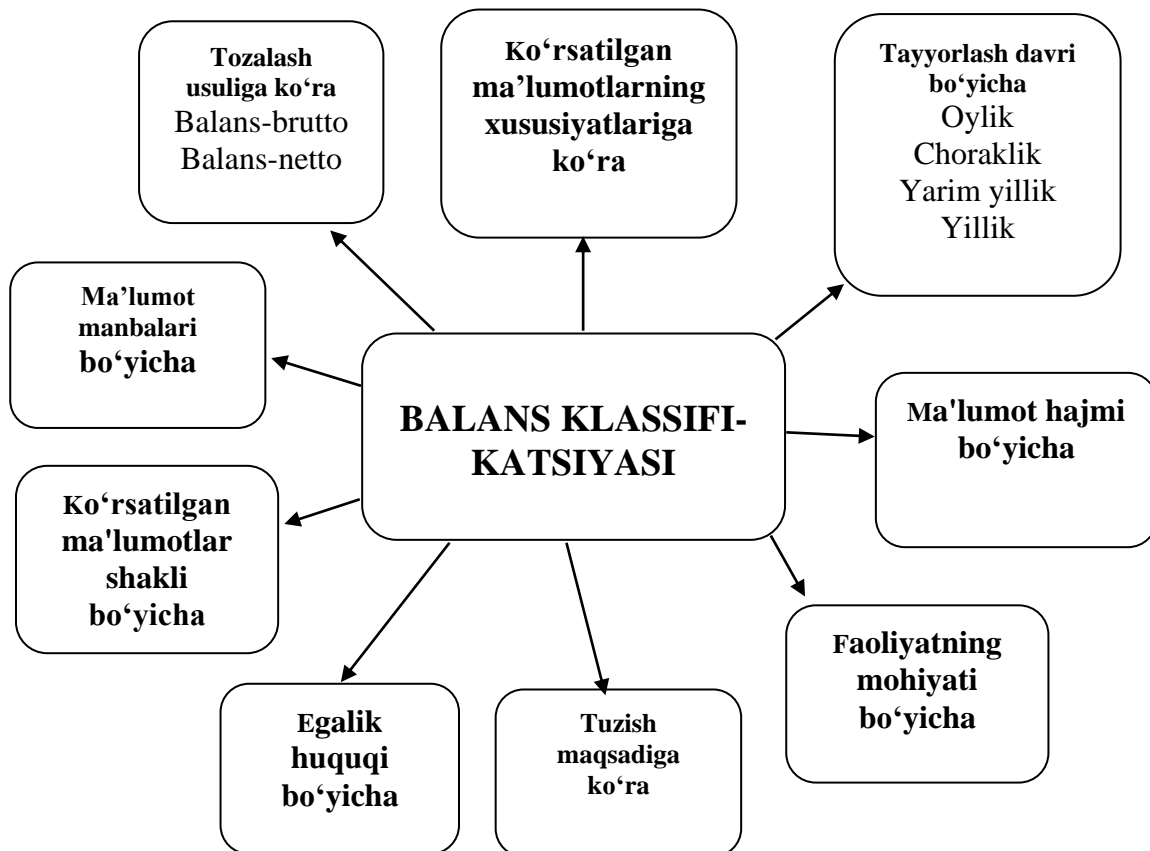 Tozalash
usuliga ko‘ra
Balans-brutto
Balans-netto
Ko‘rsatilgan
ma’lumotlarning
xususiyatlariga
ko‘ra
Tayyorlash davri
bo‘yicha
Oylik
Choraklik
Yarim yillik
Yillik
Ma’lumot
manbalari
bo‘yicha
BALANS KLASSIFI-
KATSIYASI
Ma'lumot hajmi
bo‘yicha
Ko‘rsatilgan
ma'lumotlar
shakli
bo‘yicha
Faoliyatning
mohiyati
bo‘yicha
Egalik
huquqi
bo‘yicha
Tuzish
maqsadiga
ko‘ra